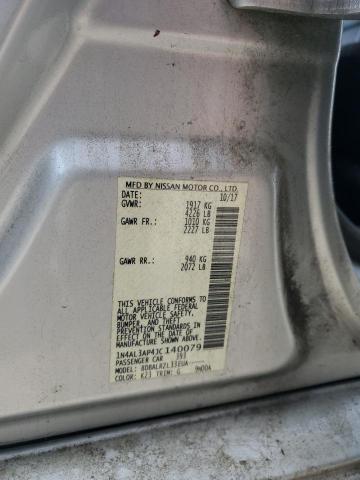 MFD BY NISSAN MOTOR CO., LTD.
DATE: 10/17
GVWR: 1917 KG
4226 LB
GAWR FR.: 1010 KG
2227 LB
GAWR RR.: 940 KG
2072 LB
THIS VEHICLE CONFORMS TO
ALL APPLICABLE FEDERAL
MOTOR VEHICLE SAFETY,
BUMPER, AND THEFT
PREVENTION STANDARDS IN
EFFECT ON THE DATE OF
MANUFACTURE SHOWN ABOVE.
1N4AL3AP4JC140079
PASSENGER CAR 393
MODEL:
COLOR: K23 TRIM: G